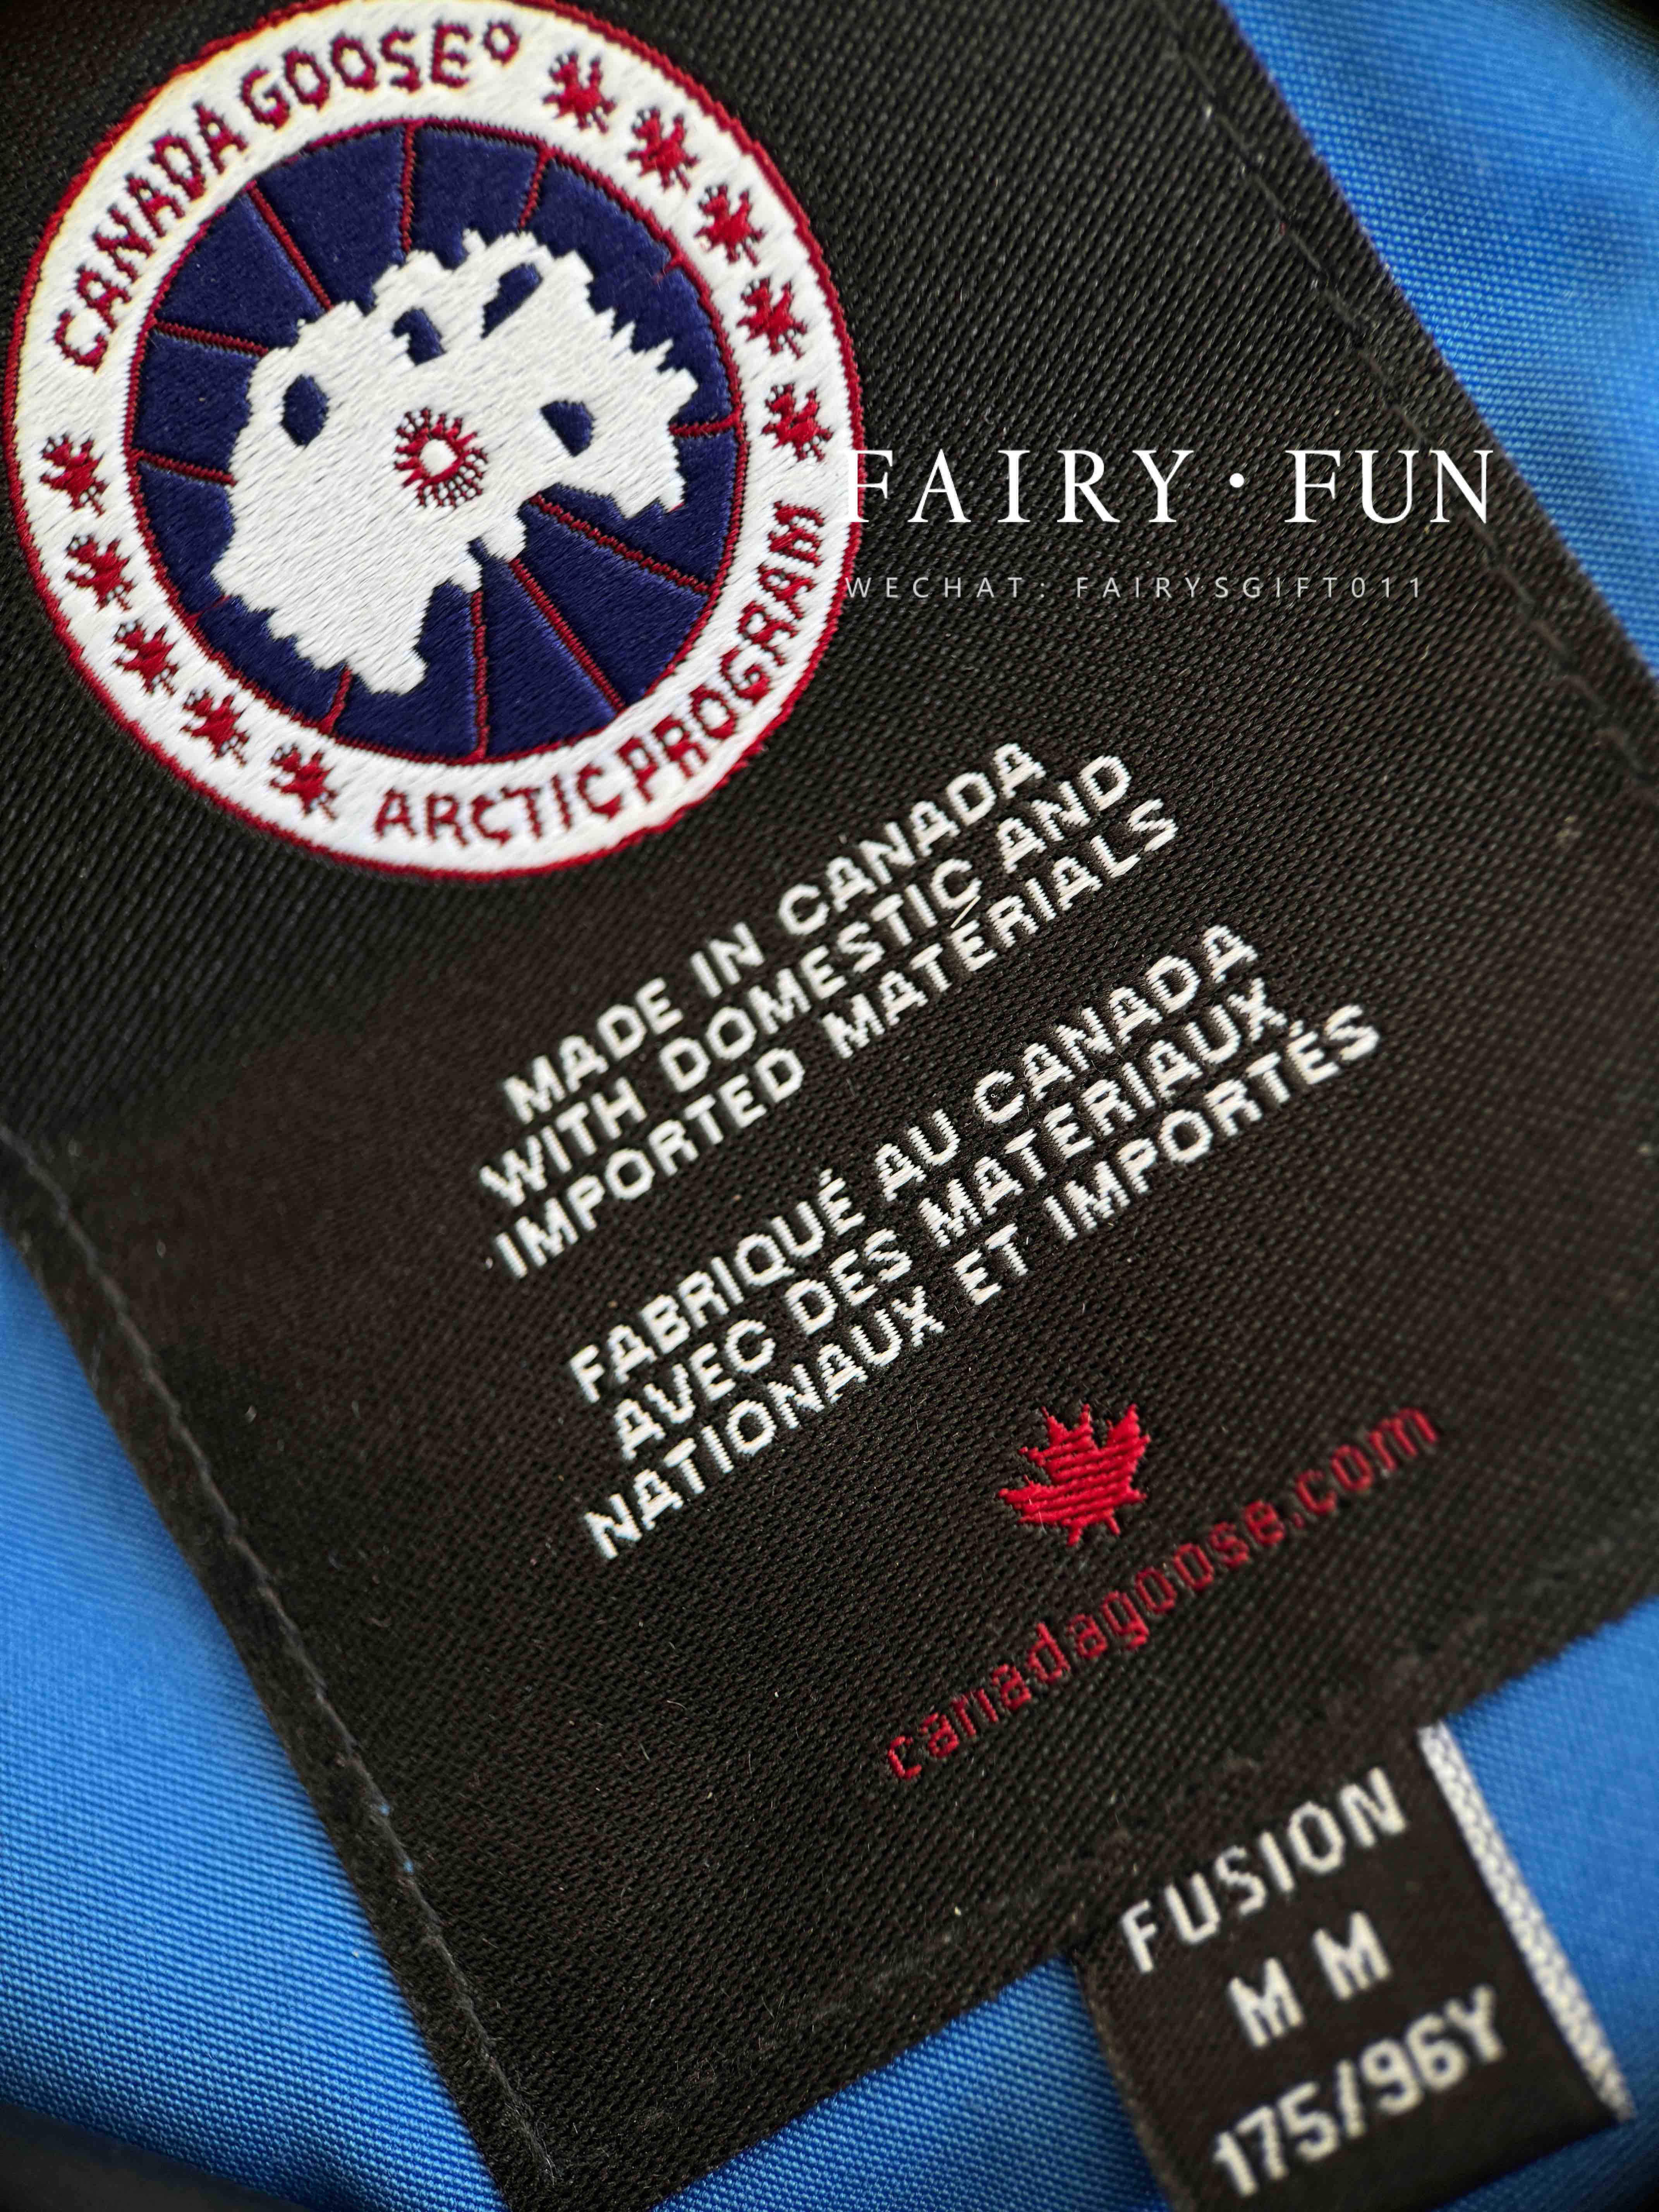 CANADA GOOSE®
ARCTIC PROGRAM
FAIRY·FUN
WECHAT: FAIRYSGIFT011
MADE IN CANADA
WITH DOMESTIC AND
IMPORTED MATERIALS
FABRIQUÉ AU CANADA
AVEC DES MATERIAUX
NATIONAUX ET IMPORTÉS
canadagoose.com
FUSION
M M
175/96Y